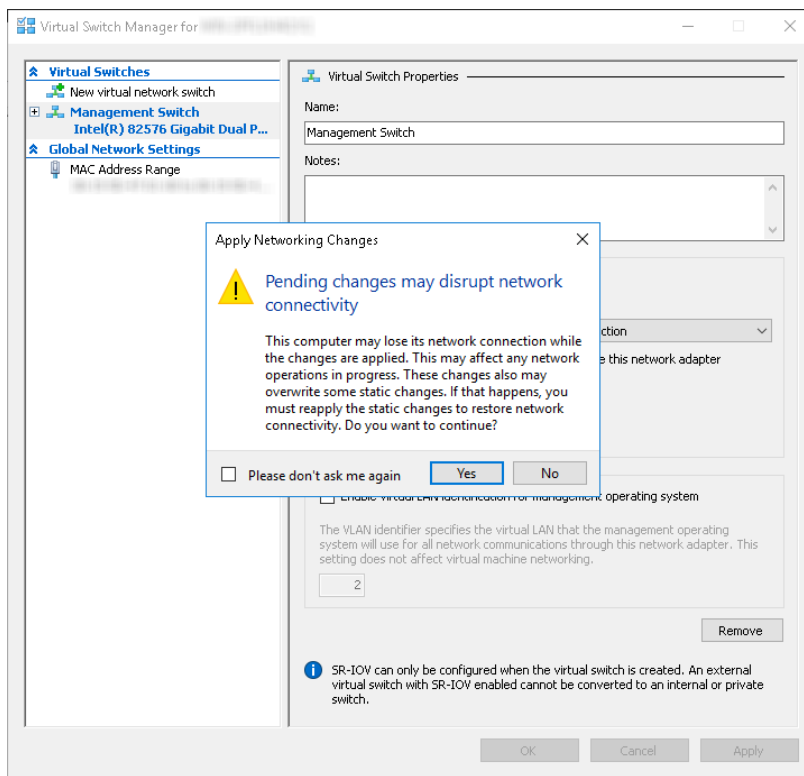 Virtual Switch Manager for
Virtual Switches
New virtual network switch
Management Switch
Intel(R) 82576 Gigabit Dual P...
Global Network Settings
MAC Address Range
Virtual Switch Properties
Name:
Management Switch
Notes:
Apply Networking Changes
Pending changes may disrupt network
connectivity
This computer may lose its network connection while
the changes are applied. This may affect any network
operations in progress. These changes also may
overwrite some static changes. If that happens, you
must reapply the static changes to restore network
connectivity. Do you want to continue?
Please don't ask me again
Yes
No
ction
e this network adapter
Enable virtual LAN identification for management operating system
The VLAN identifier specifies the virtual LAN that the management operating
system will use for all network communications through this network adapter. This
setting does not affect virtual machine networking.
2
Remove
SR-IOV can only be configured when the virtual switch is created. An external
virtual switch with SR-IOV enabled cannot be converted to an internal or private
switch.
OK
Cancel
Apply